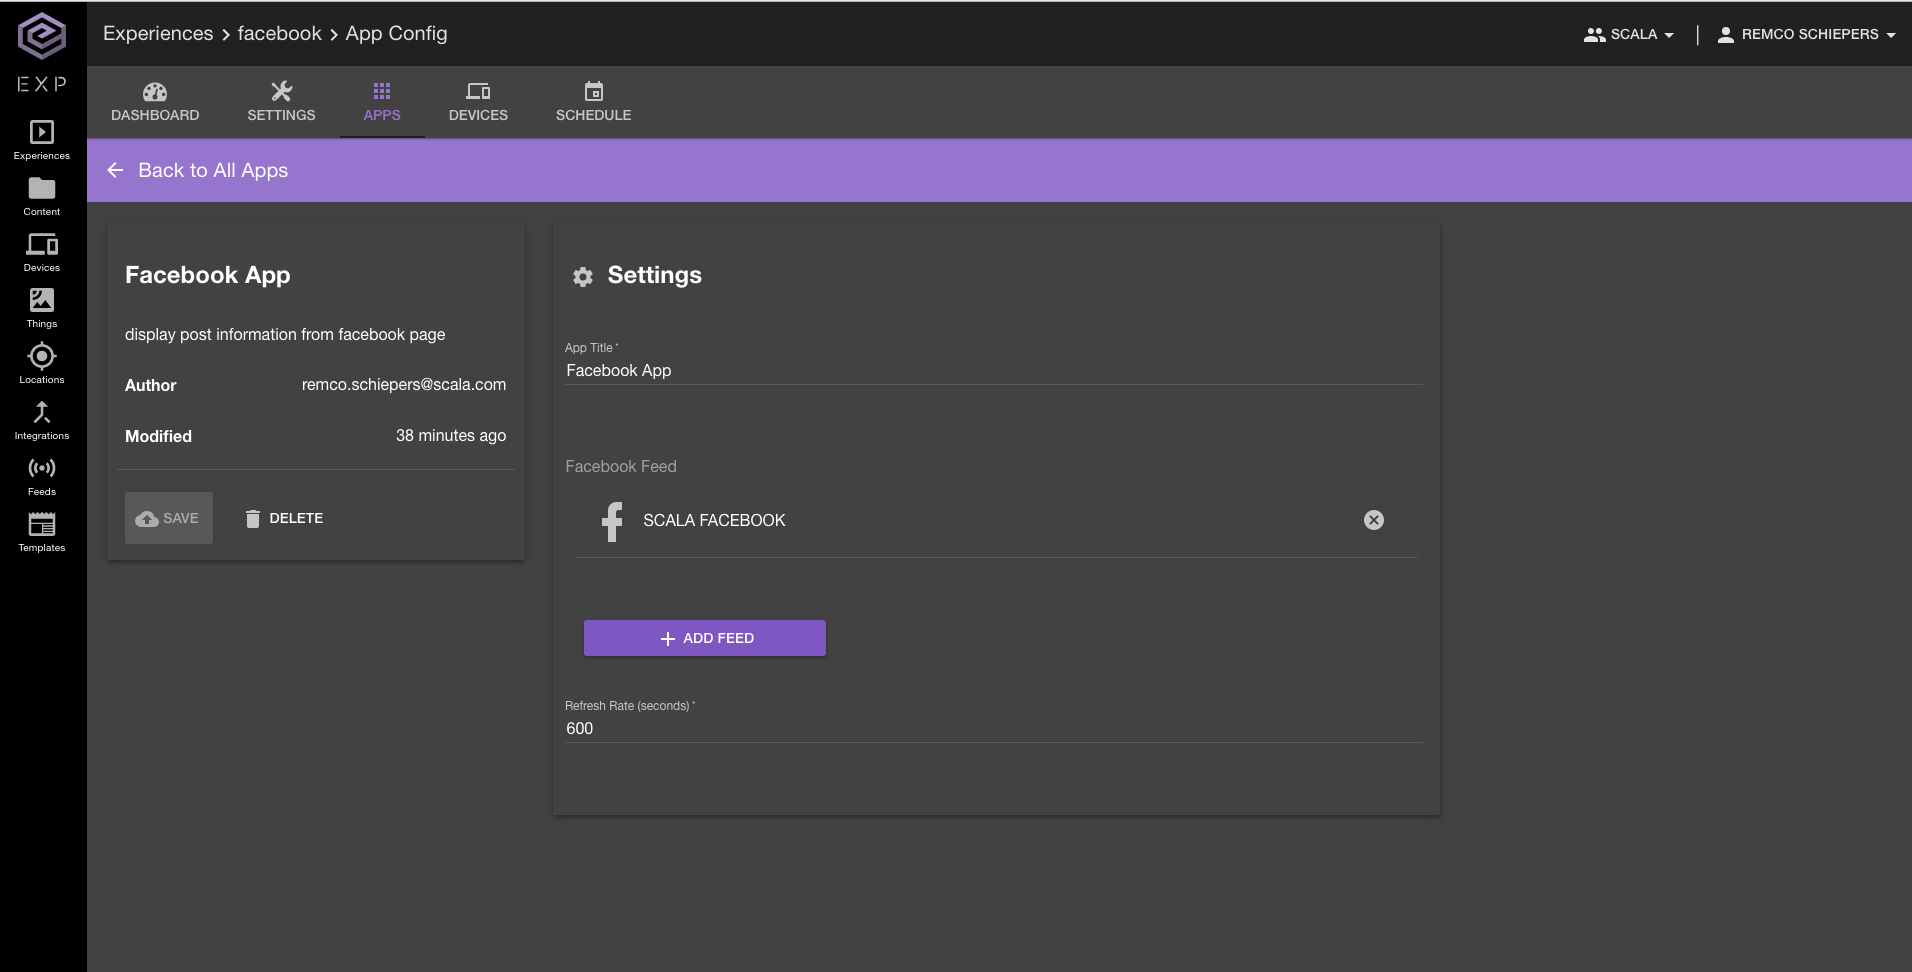 Experiences > facebook > App Config
SCALA
REMCO SCHIEPERS
EXP
DASHBOARD
SETTINGS
APPS
DEVICES
SCHEDULE
Experiences
Content
Devices
Things
Locations
Integrations
Feeds
Templates
Back to All Apps
Facebook App
display post information from facebook page
Author remco.schiepers@scala.com
Modified 38 minutes ago
SAVE
DELETE
Settings
App Title *
Facebook App
Facebook Feed
SCALA FACEBOOK
ADD FEED
Refresh Rate (seconds) *
600